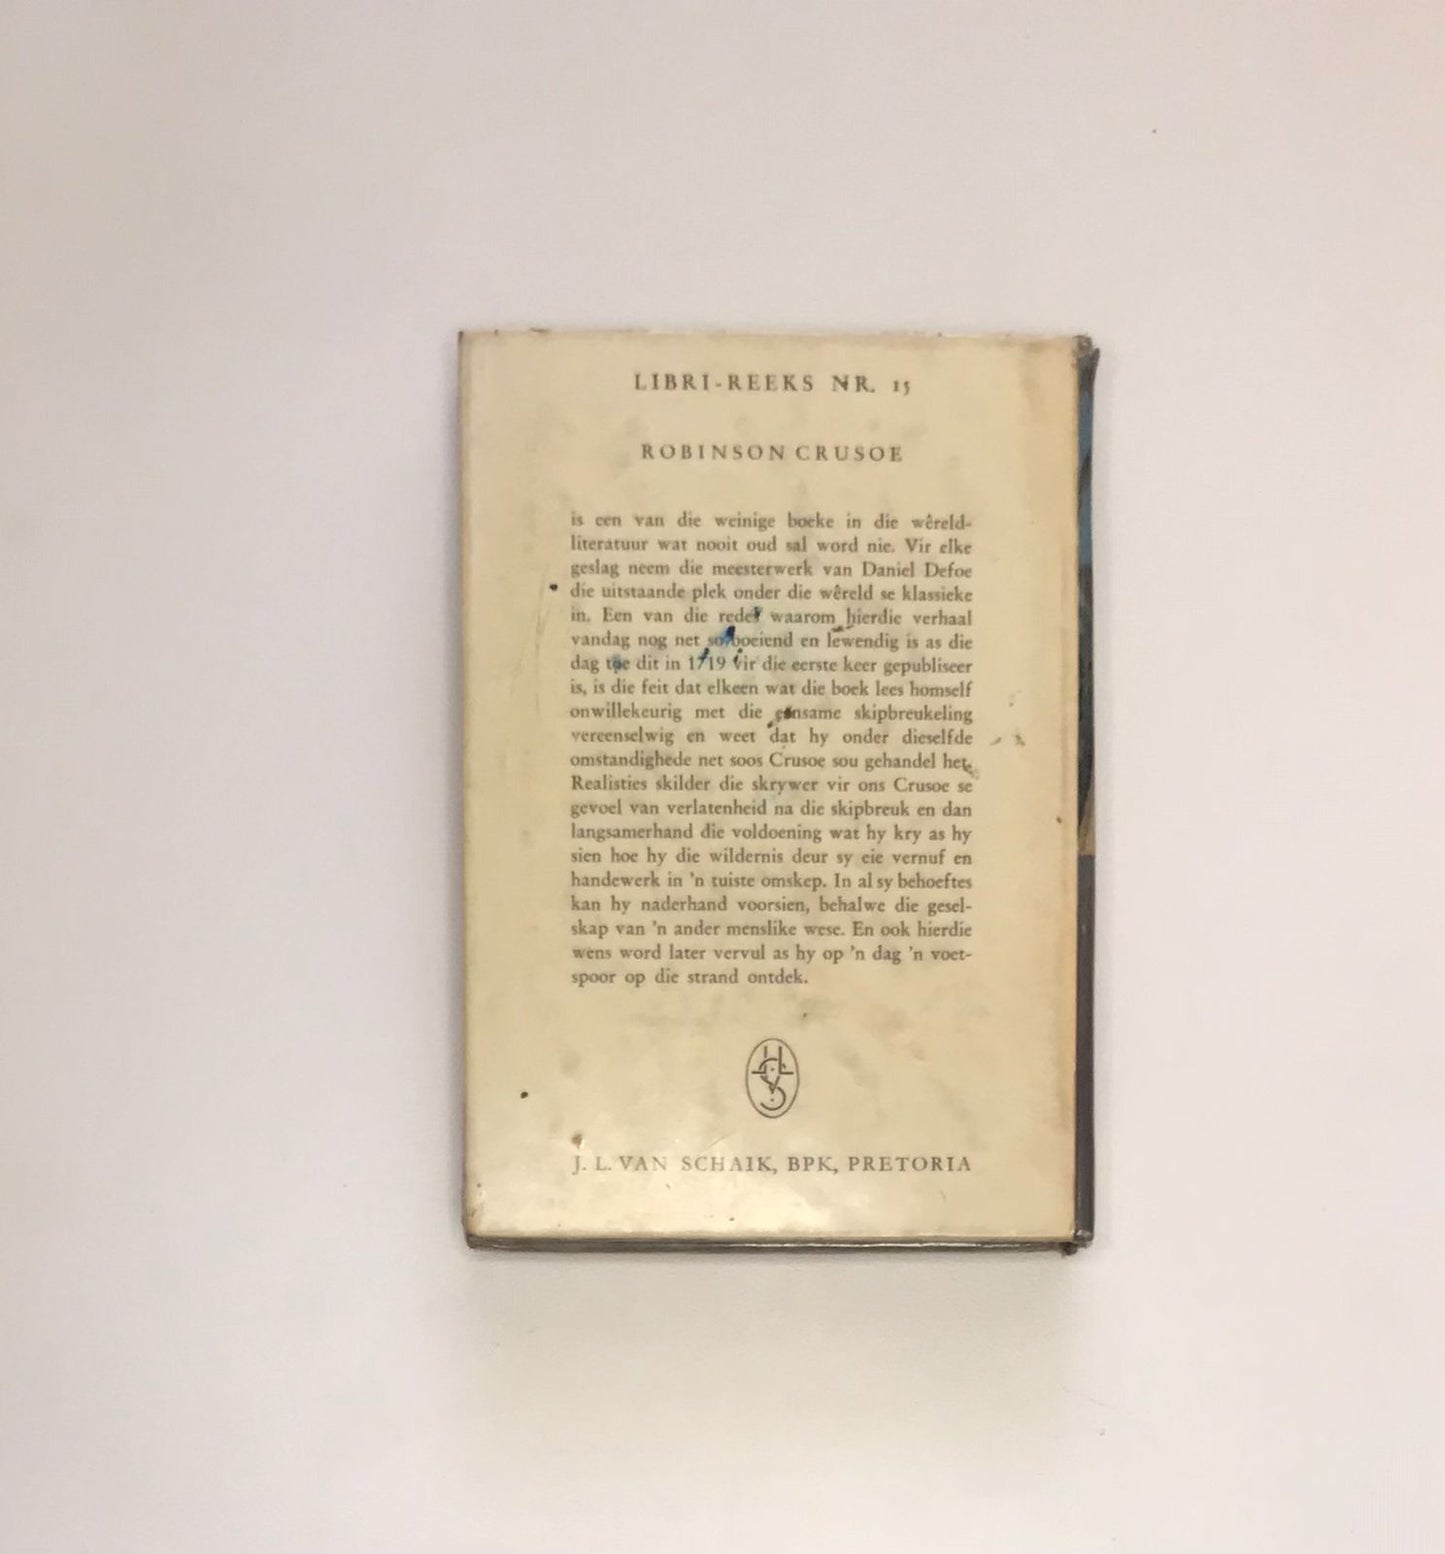 LIBRI-REEKS NR. 15
ROBINSON CRUSOE
is een van die weinige boeke in die wêreld-
literatuur wat nooit oud sal word nie. Vir elke
geslag neem die meesterwerk van Daniel Defoe
die uitstaande plek onder die wêreld se klassieke
in. Een van die redes waarom hierdie verhaal
vandag nog net so boeiend en lewendig is as die
dag toe dit in 1719 vir die eerste keer gepubliseer
is, is die feit dat elkeen wat die boek lees homself
onwillekeurig met die eensame skipbreukeling
vereenselwig en weet dat hy onder dieselfde
omstandighede net soos Crusoe sou gehandel het.
Realisties skilder die skrywer vir ons Crusoe se
gevoel van verlatenheid na die skipbreuk en dan
langsamerhand die voldoening wat hy kry as hy
sien hoe hy die wildernis deur sy eie vernuf en
handewerk in 'n tuiste omskep. In al sy behoeftes
kan hy naderhand voorsien, behalwe die gesel-
skap van 'n ander menslike wese. En ook hierdie
wens word later vervul as hy op 'n dag 'n voet-
spoor op die strand ontdek.
J. L. VAN SCHAIK, BPK, PRETORIA